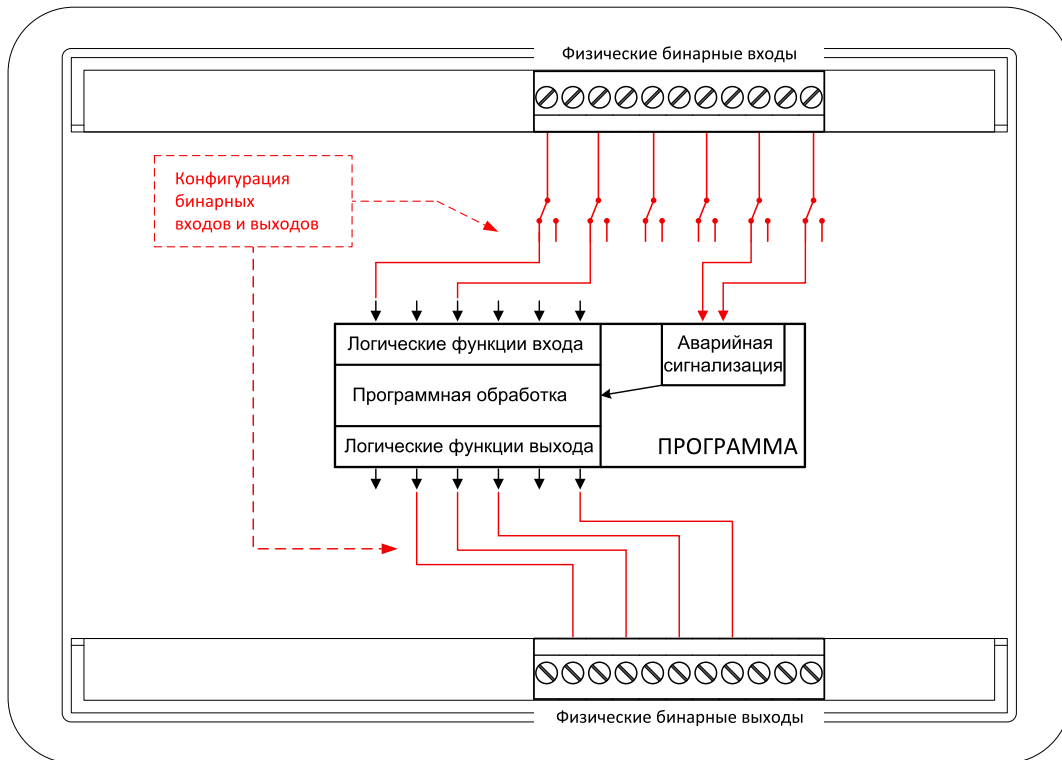 Физические бинарные входы
Конфигурация
бинарных
входов и выходов
Логические функции входа
Аварийная
сигнализация
Программная обработка
Логические функции выхода
ПРОГРАММА
Физические бинарные выходы